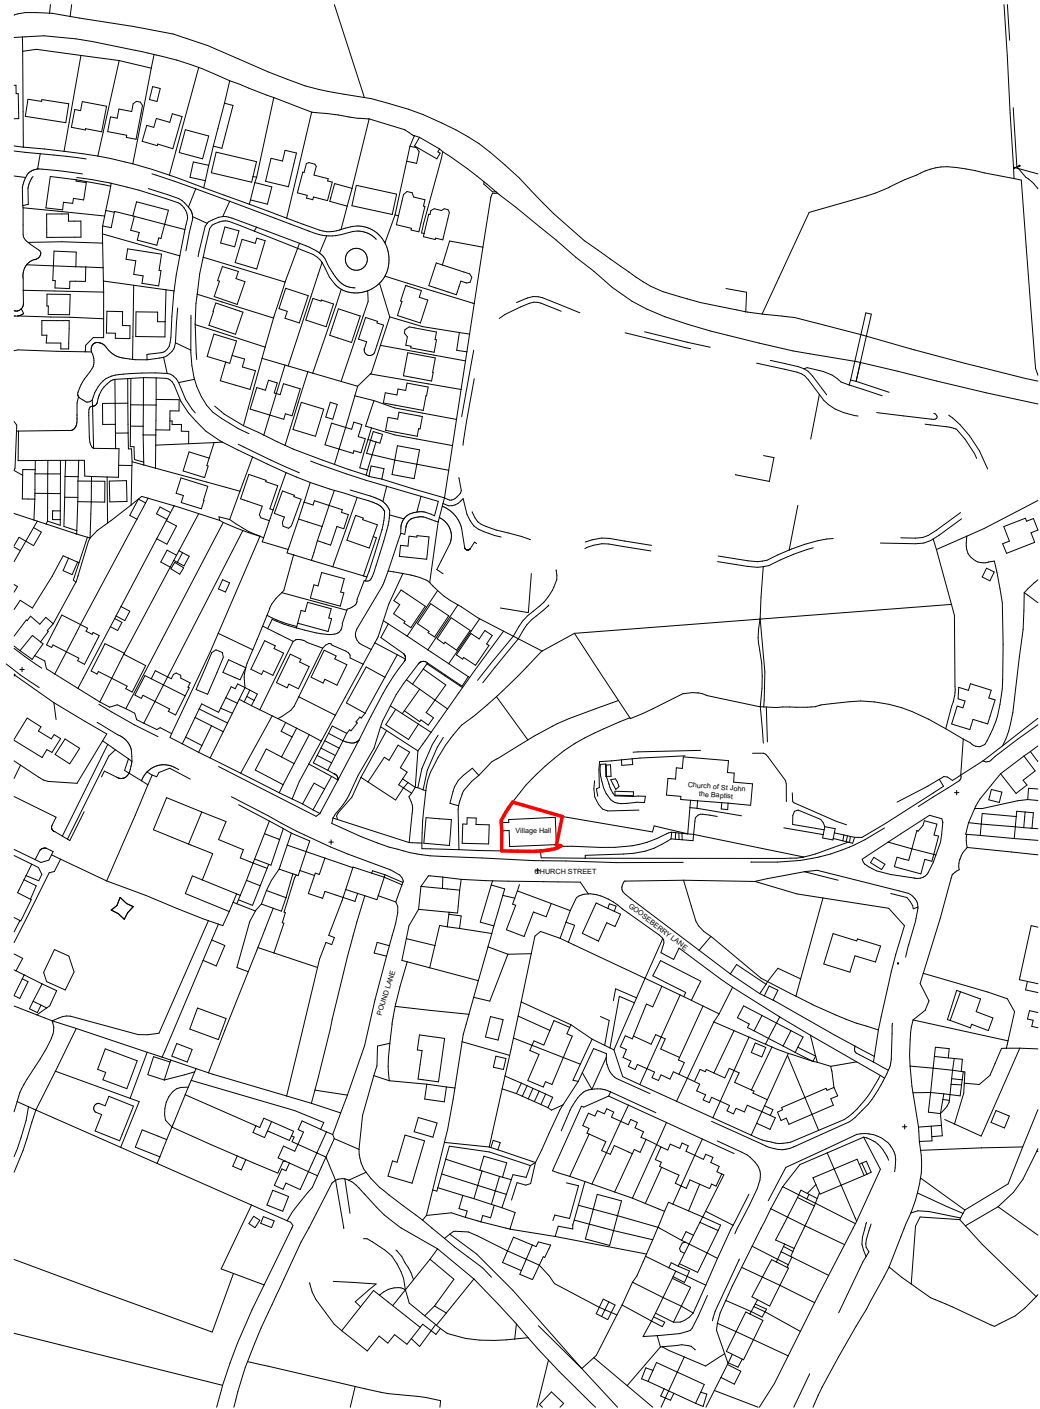 Church of St John
the Baptist
Village Hall
CHURCH STREET
GOOSEBERRY LANE
POUND LANE